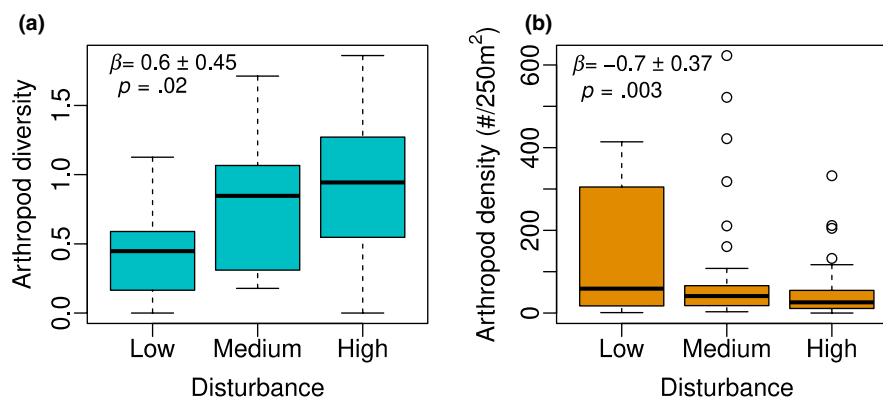 (a)
β= 0.6 ± 0.45
p = .02
Arthropod diversity
0.0 0.5 1.0 1.5
Low Medium High
Disturbance
(b)
β= −0.7 ± 0.37
p = .003
Arthropod density (#/250m²)
0 200 400 600
Low Medium High
Disturbance